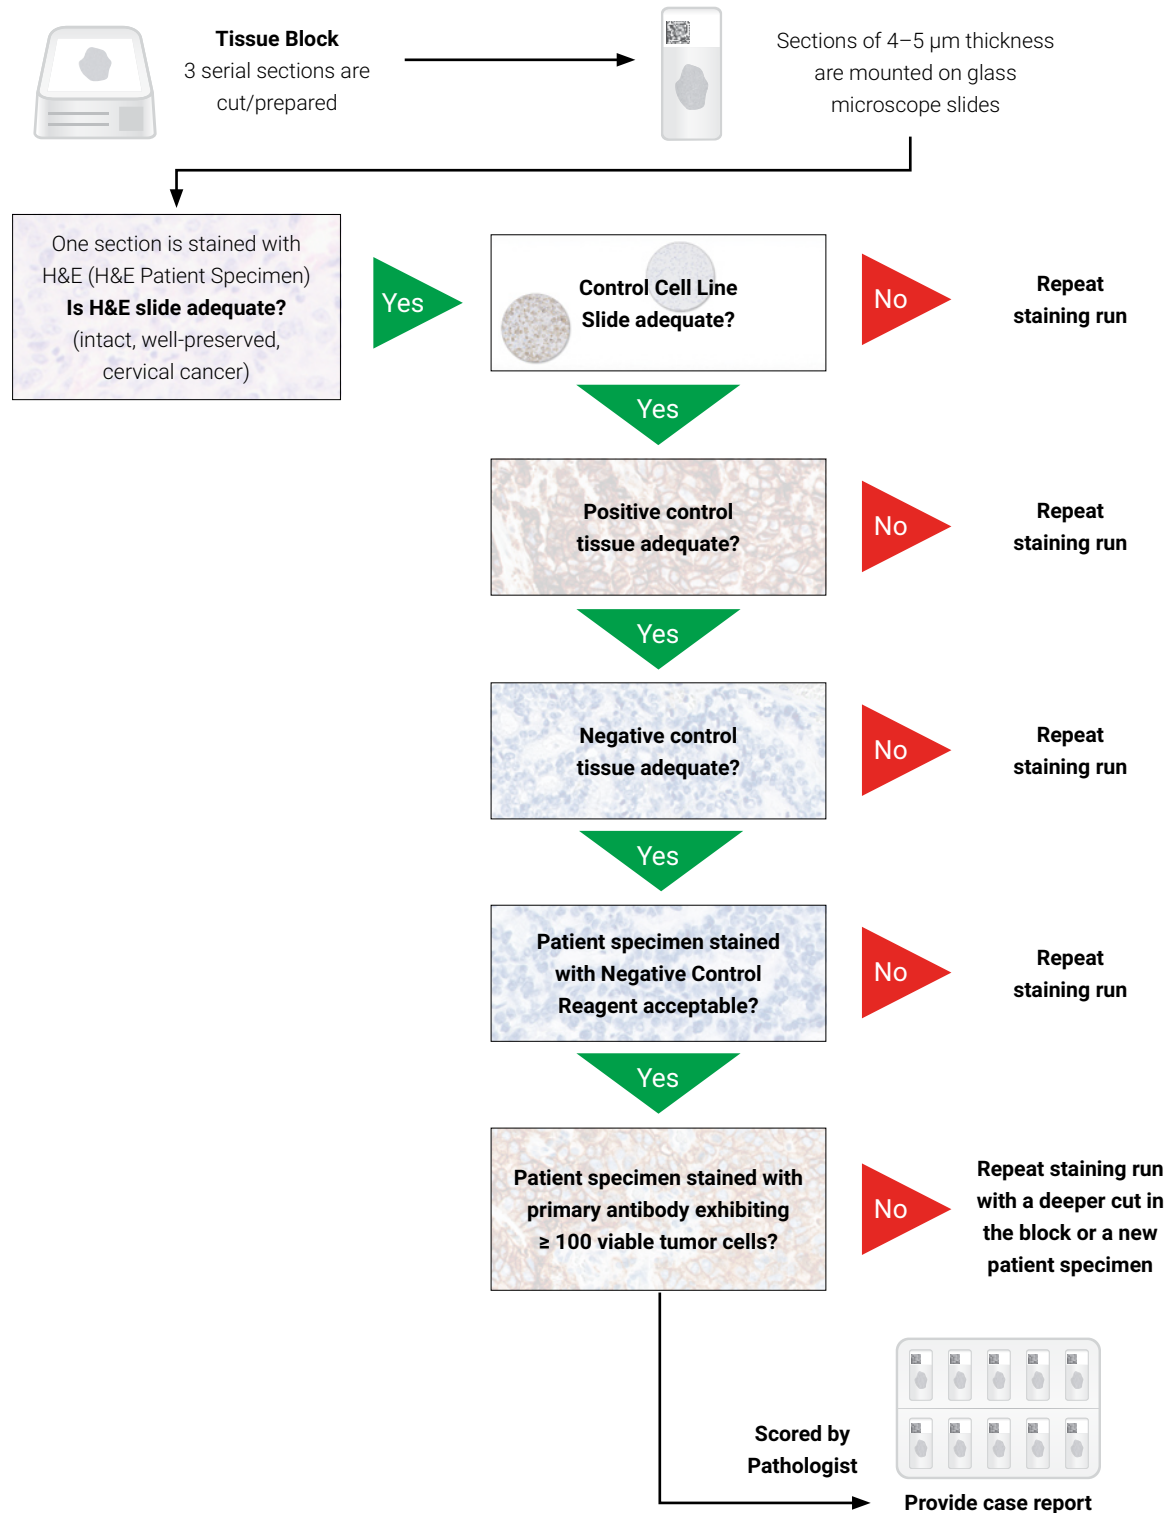 Tissue Block
3 serial sections are
cut/prepared
Sections of 4–5 µm thickness
are mounted on glass
microscope slides
One section is stained with
H&E (H&E Patient Specimen)
Is H&E slide adequate?
(intact, well-preserved,
cervical cancer)
Yes
Control Cell Line
Slide adequate?
No
Repeat
staining run
Yes
Positive control
tissue adequate?
No
Repeat
staining run
Yes
Negative control
tissue adequate?
No
Repeat
staining run
Yes
Patient specimen stained
with Negative Control
Reagent acceptable?
No
Repeat
staining run
Yes
Patient specimen stained with
primary antibody exhibiting
≥ 100 viable tumor cells?
No
Repeat staining run
with a deeper cut in
the block or a new
patient specimen
Scored by
Pathologist
Provide case report